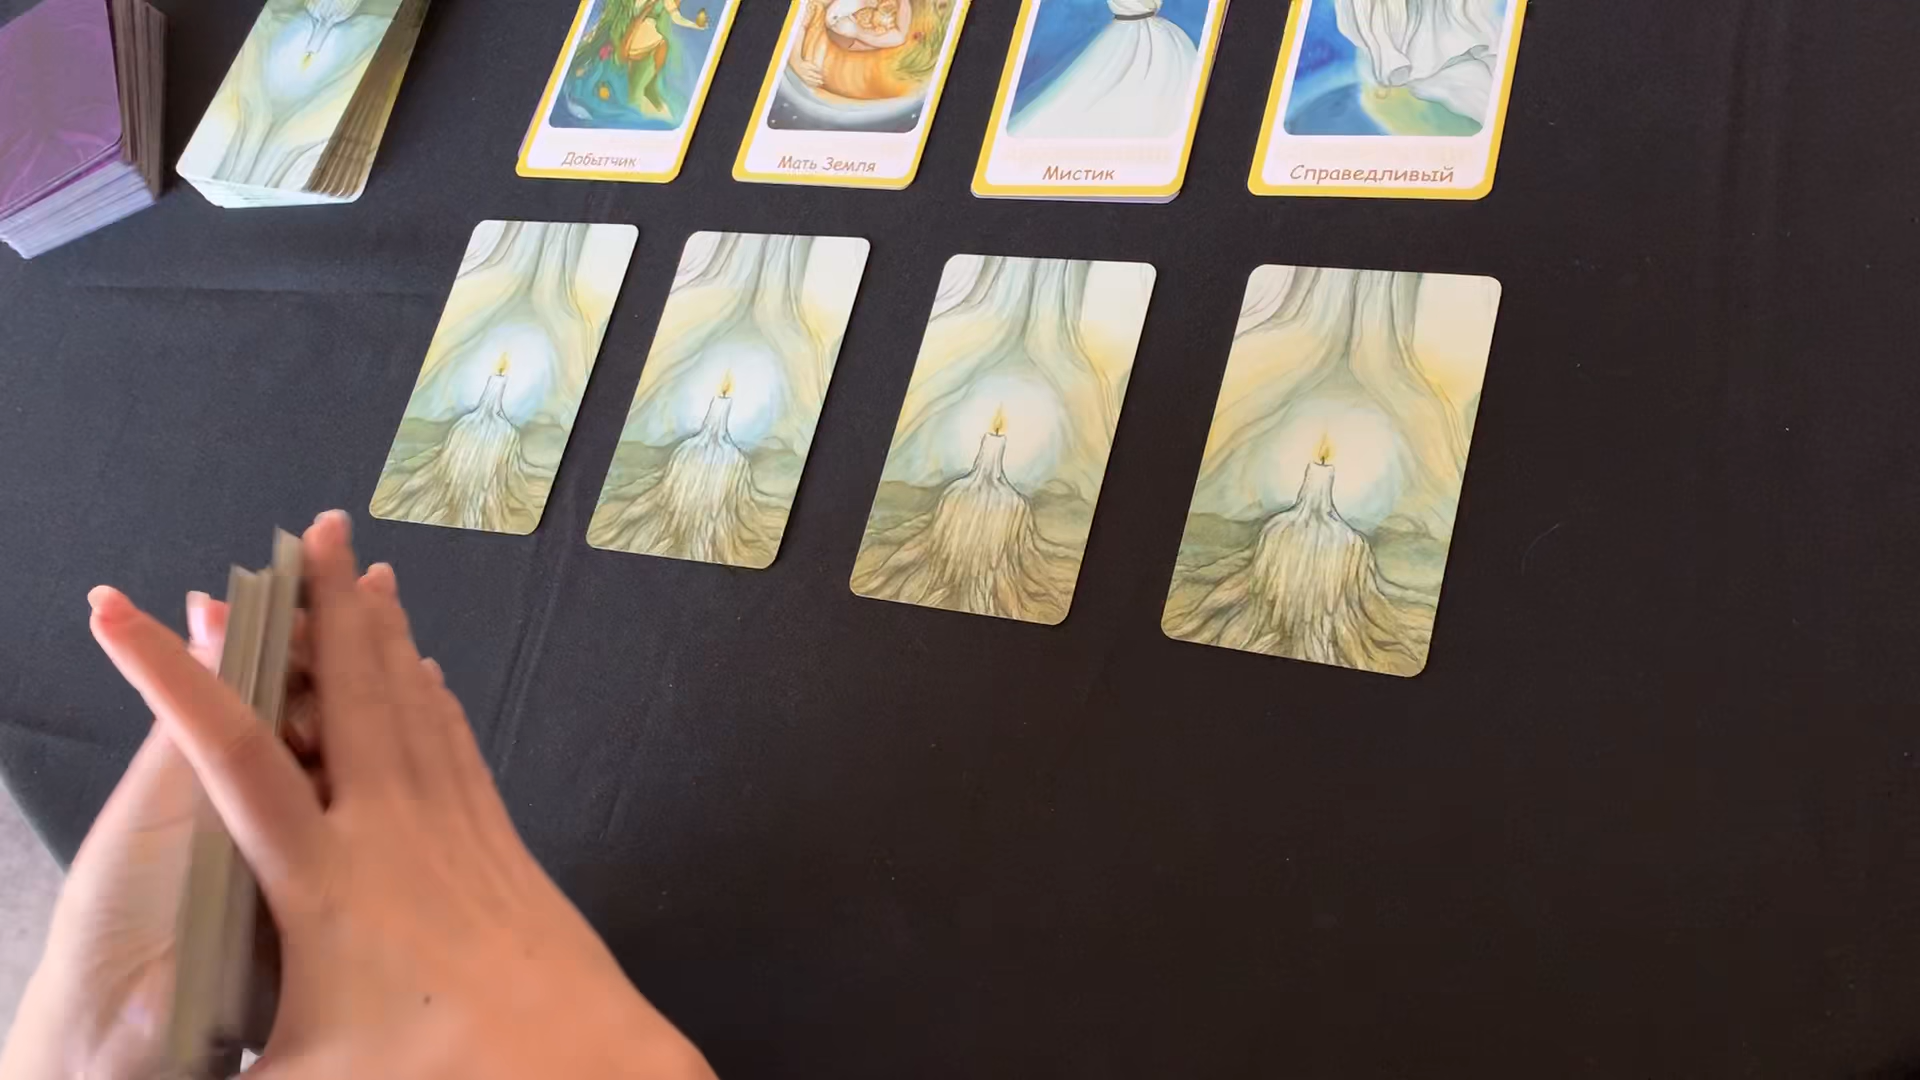 Добытчик
Мать Земля
Мистик
Справедливый